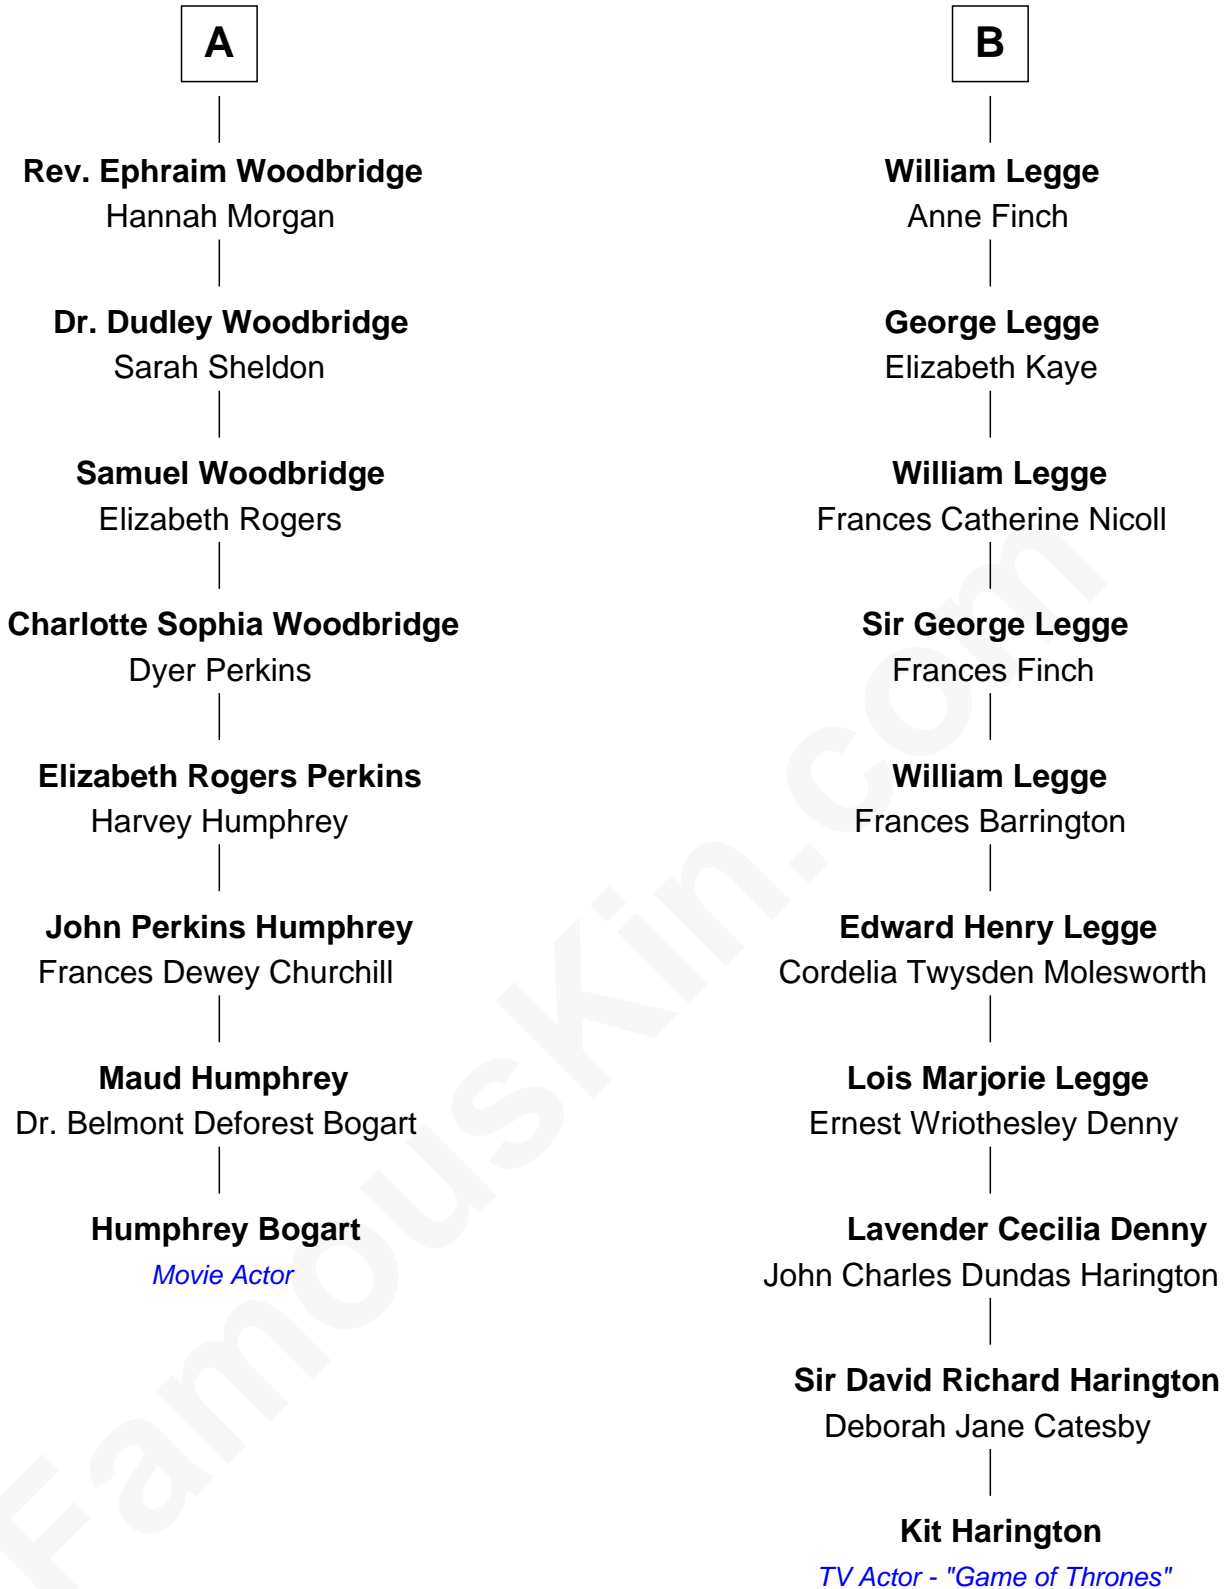 A
Rev. Ephraim Woodbridge
Hannah Morgan
Dr. Dudley Woodbridge
Sarah Sheldon
Samuel Woodbridge
Elizabeth Rogers
Charlotte Sophia Woodbridge
Dyer Perkins
Elizabeth Rogers Perkins
Harvey Humphrey
John Perkins Humphrey
Frances Dewey Churchill
Maud Humphrey
Dr. Belmont Deforest Bogart
Humphrey Bogart
Movie Actor
B
William Legge
Anne Finch
George Legge
Elizabeth Kaye
William Legge
Frances Catherine Nicoll
Sir George Legge
Frances Finch
William Legge
Frances Barrington
Edward Henry Legge
Cordelia Twysden Molesworth
Lois Marjorie Legge
Ernest Wriothesley Denny
Lavender Cecilia Denny
John Charles Dundas Harington
Sir David Richard Harington
Deborah Jane Catesby
Kit Harington
TV Actor - "Game of Thrones"
FamousKin.com